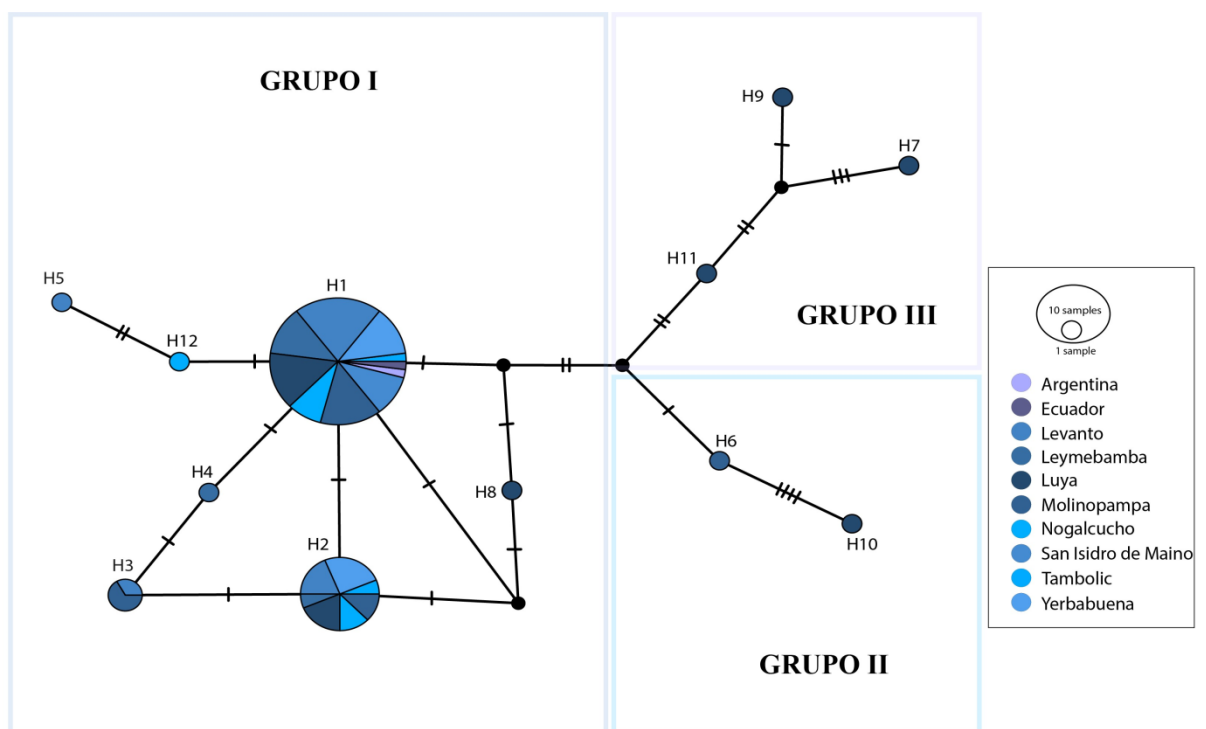 GRUPO I
H9
H7
H5
H1
H11
H12
GRUPO III
H4
H8
H6
H3
H2
H10
GRUPO II
10 samples
1 sample
Argentina
Ecuador
Levanto
Leymebamba
Luya
Molinopampa
Nogalcucho
San Isidro de Maino
Tambolic
Yerbabuena